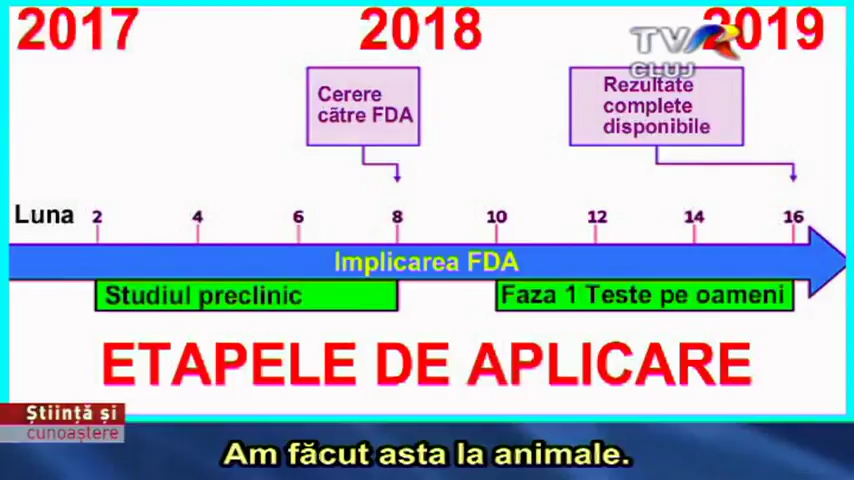 2017 2018 2019
TVR
CLUJ
Cerere
către FDA
Rezultate
complete
disponibile
Luna 2 4 6 8 10 12 14 16
Implicarea FDA
Studiul preclinic
Faza 1 Teste pe oameni
ETAPELE DE APLICARE
Știință și
cunoaștere
Am făcut asta la animale.